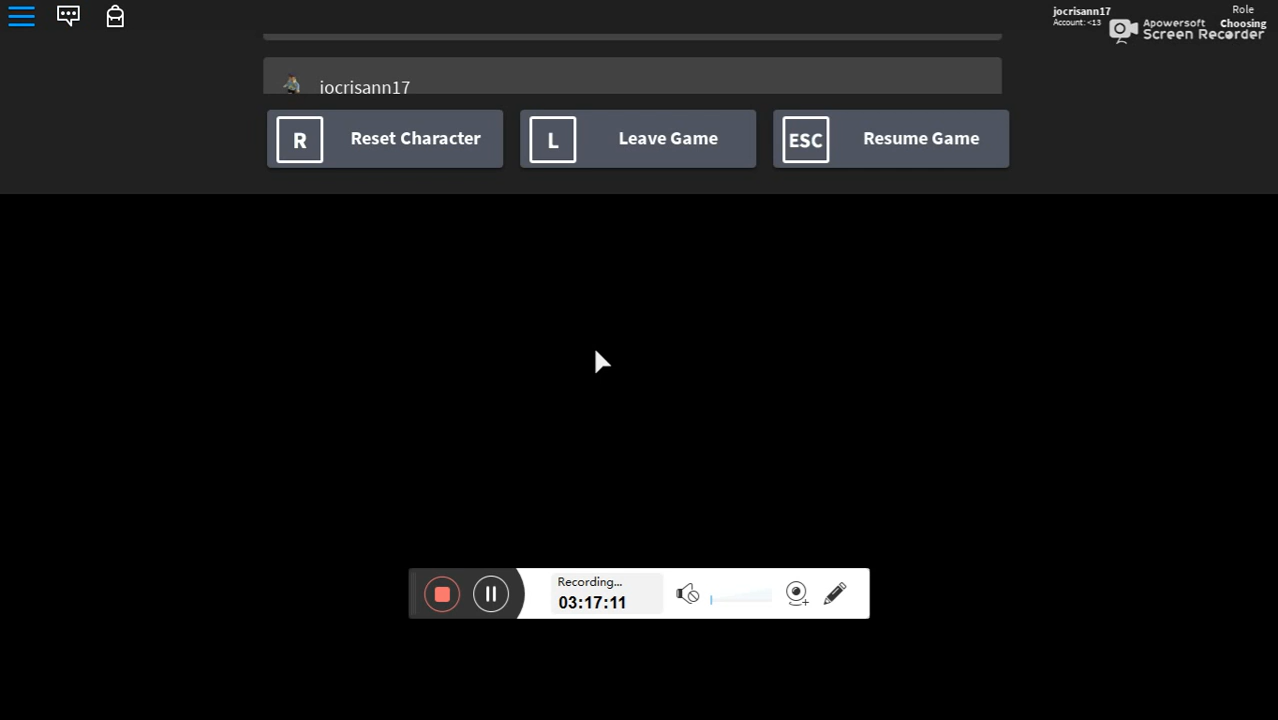 jocrisann17
Account: <13
Role
Choosing
Apowersoft
Screen Recorder
jocrisann17
R Reset Character
L Leave Game
ESC Resume Game
Recording...
03:17:11